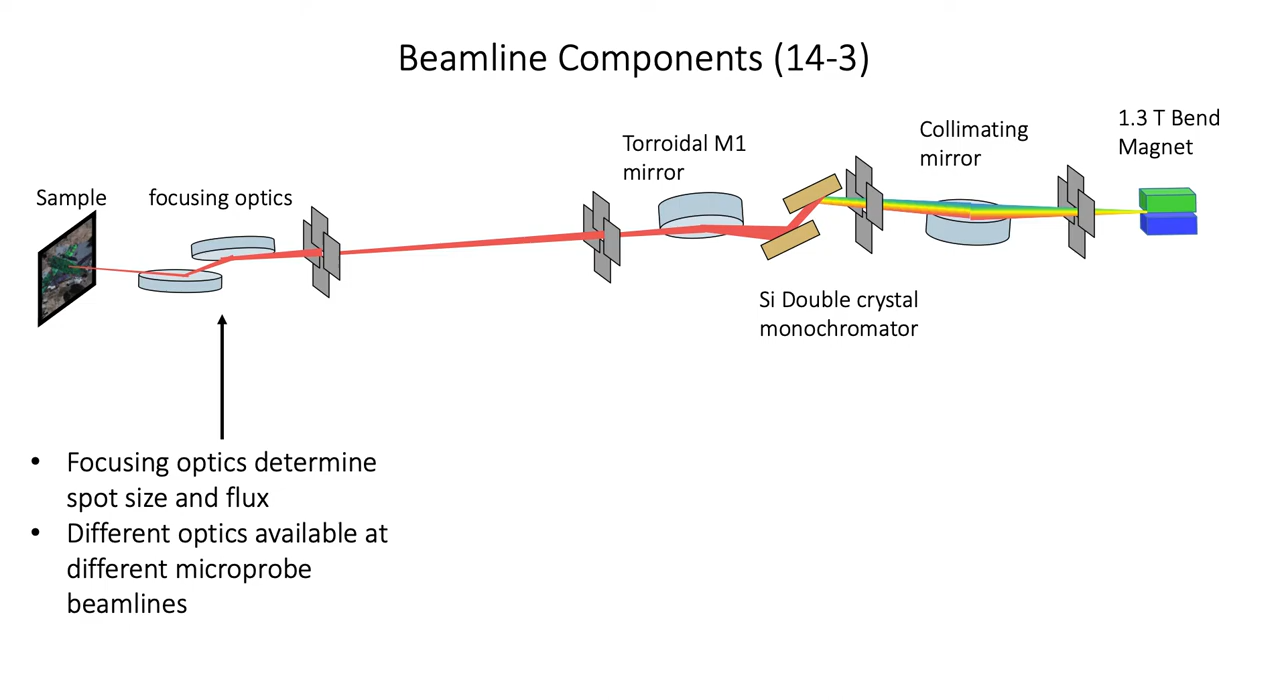 Beamline Components (14-3)
1.3 T Bend
Magnet
Collimating
mirror
Torroidal M1
mirror
Sample
focusing optics
Si Double crystal
monochromator
• Focusing optics determine
spot size and flux
• Different optics available at
different microprobe
beamlines